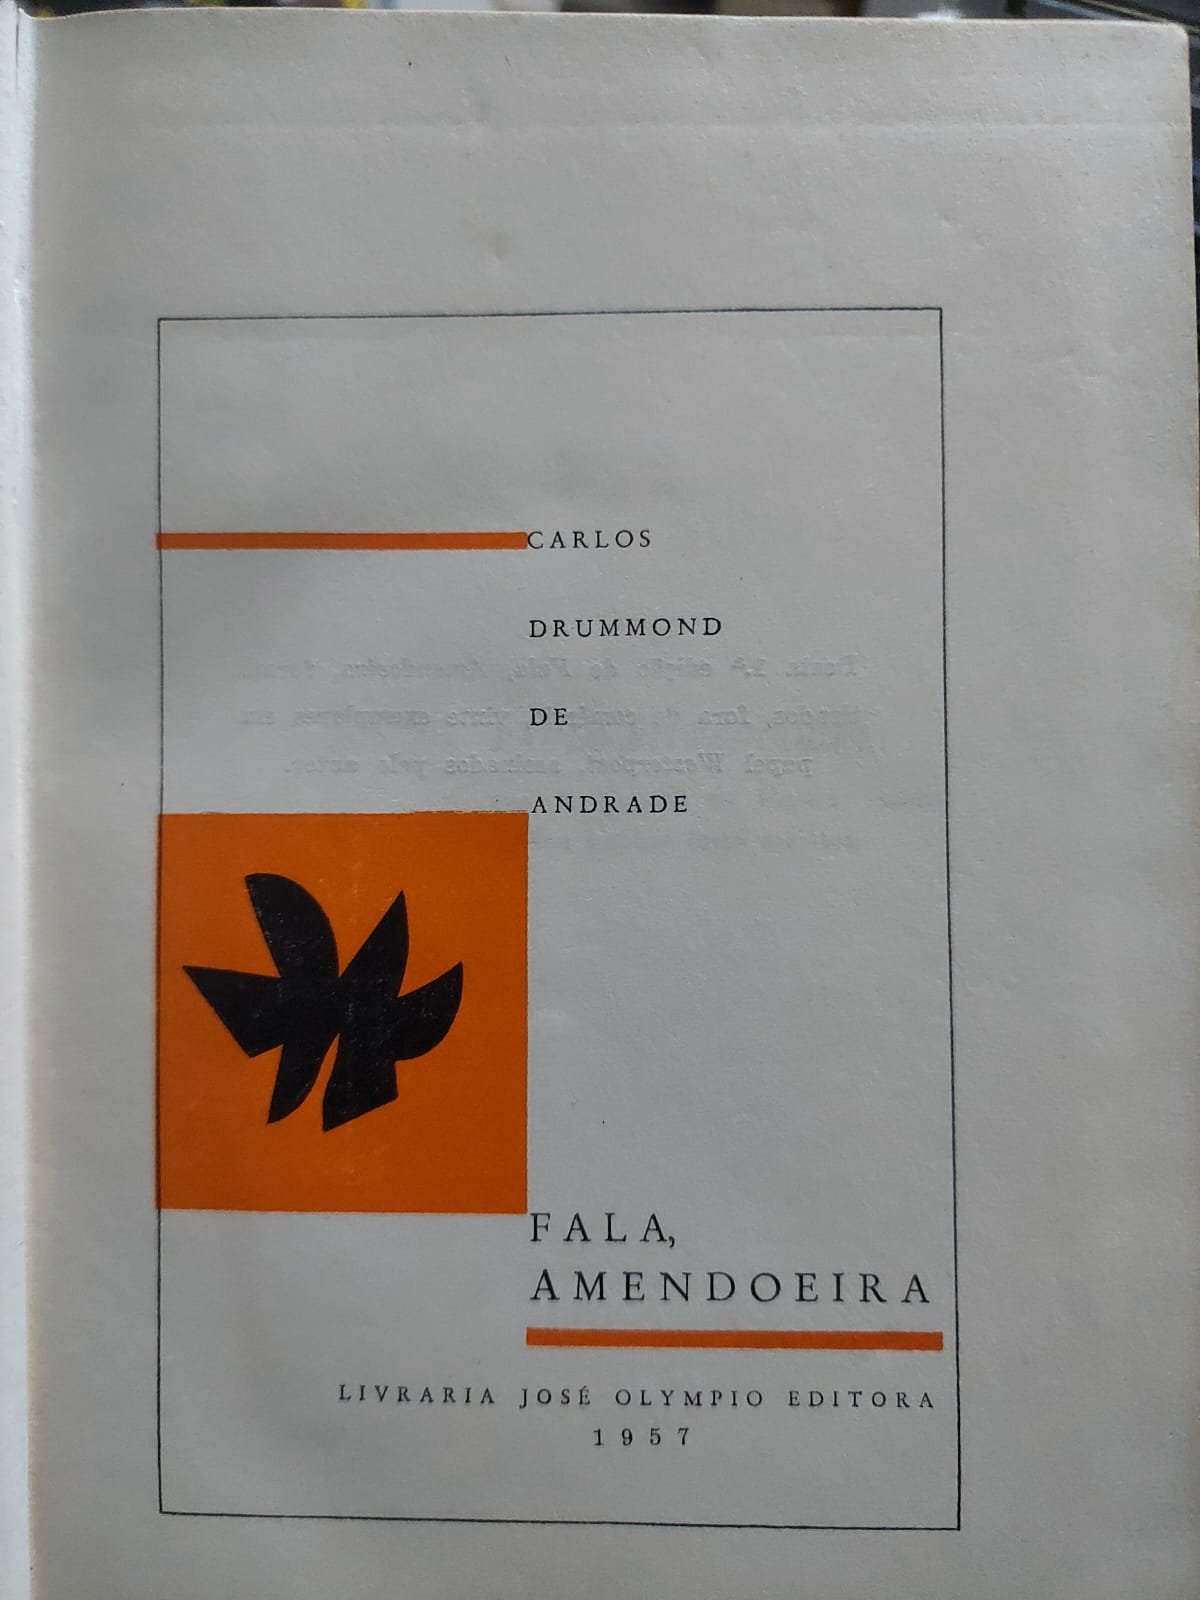 CARLOS
DRUMMOND
DE
ANDRADE
FALA,
AMENDOEIRA
LIVRARIA JOSÉ OLYMPIO EDITORA
1957